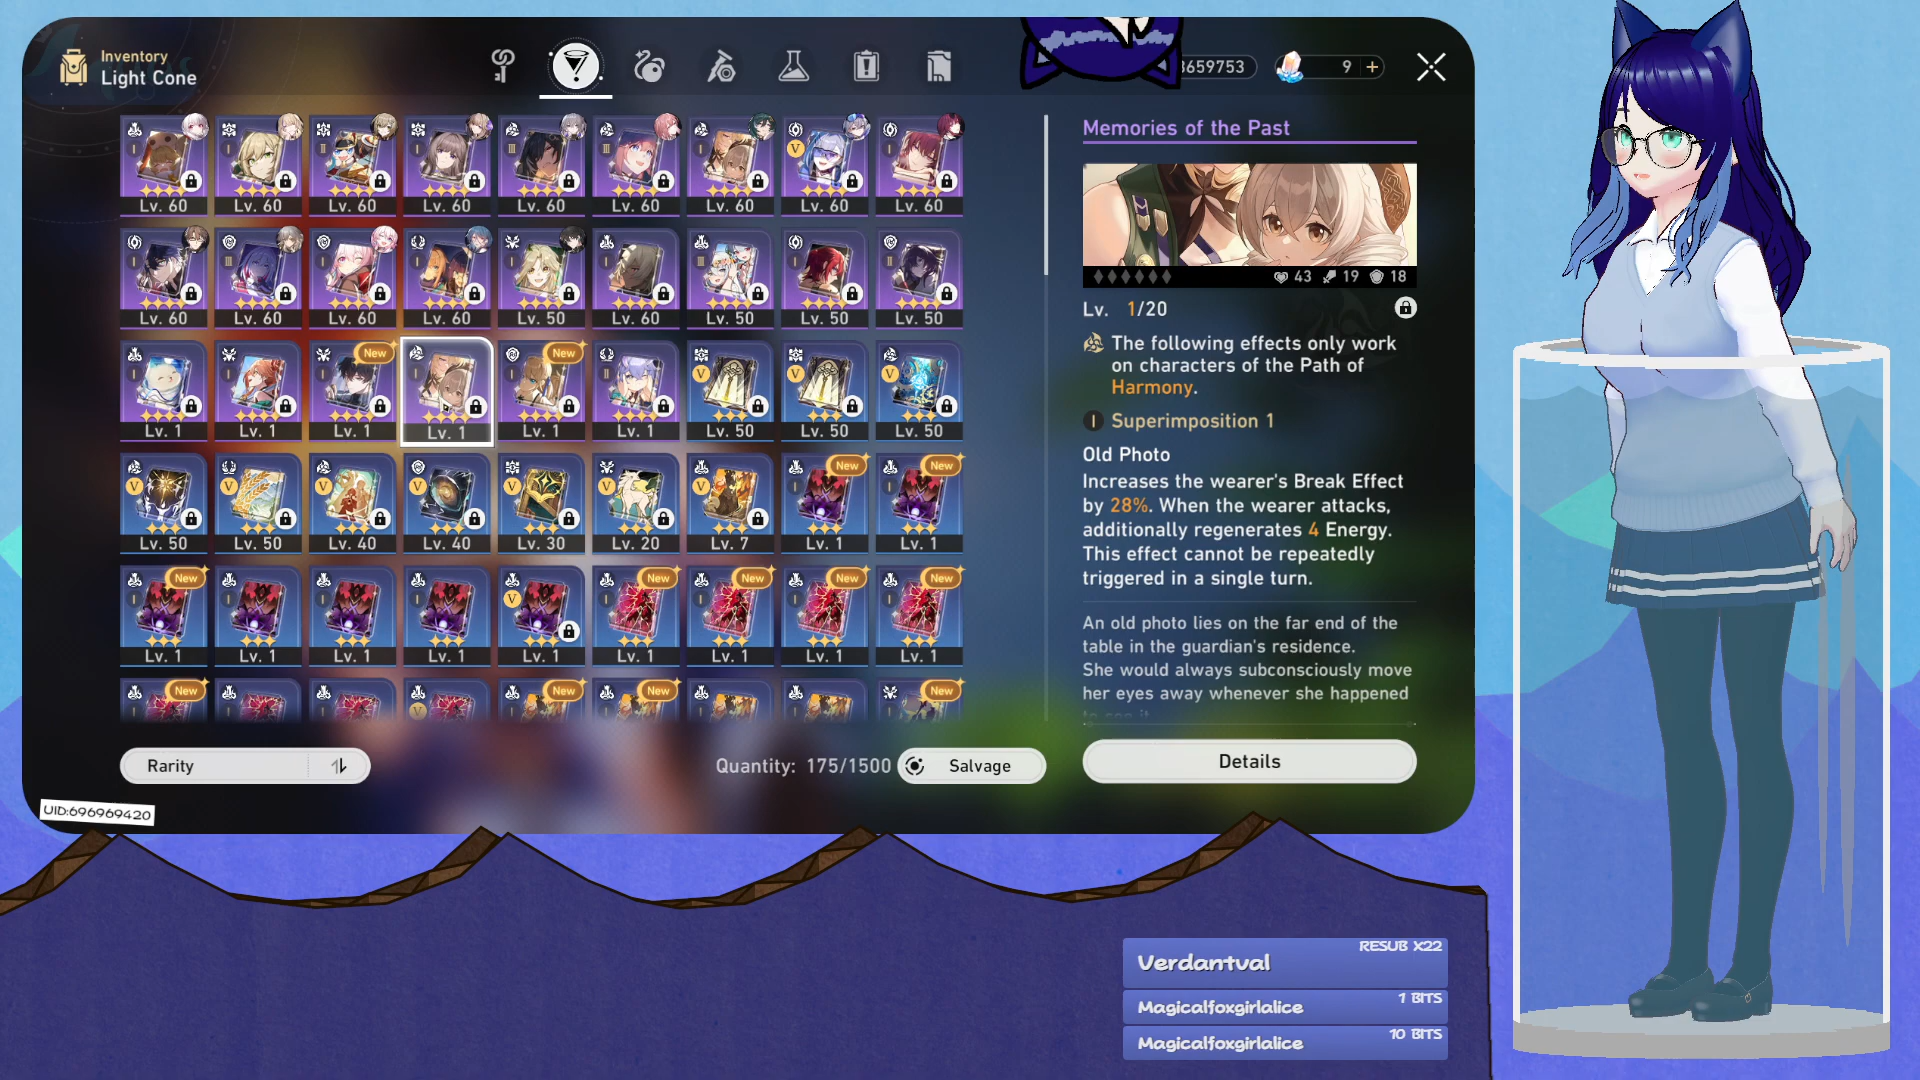 Inventory
Light Cone
3659753
9
Lv. 60
Lv. 60
Lv. 60
Lv. 60
Lv. 60
Lv. 60
Lv. 60
Lv. 60
Lv. 60
Lv. 60
Lv. 60
Lv. 60
Lv. 60
Lv. 50
Lv. 60
Lv. 50
Lv. 50
Lv. 50
New
New
Lv. 1
Lv. 1
Lv. 1
Lv. 1
Lv. 1
Lv. 1
Lv. 50
Lv. 50
Lv. 50
New
New
Lv. 50
Lv. 50
Lv. 40
Lv. 40
Lv. 30
Lv. 20
Lv. 7
Lv. 1
Lv. 1
New
New
New
New
New
Lv. 1
Lv. 1
Lv. 1
Lv. 1
Lv. 1
Lv. 1
Lv. 1
Lv. 1
Lv. 1
New
New
New
New
Rarity
Quantity: 175/1500
Salvage
UID:696969420
Memories of the Past
43 19 18
Lv. 1/20
The following effects only work
on characters of the Path of
Harmony.
I Superimposition 1
Old Photo
Increases the wearer's Break Effect
by 28%. When the wearer attacks,
additionally regenerates 4 Energy.
This effect cannot be repeatedly
triggered in a single turn.
An old photo lies on the far end of the
table in the guardian's residence.
She would always subconsciously move
her eyes away whenever she happened
to see it.
Details
RESUB X22
Verdantval
1 BITS
Magicalfoxgirlalice
10 BITS
Magicalfoxgirlalice